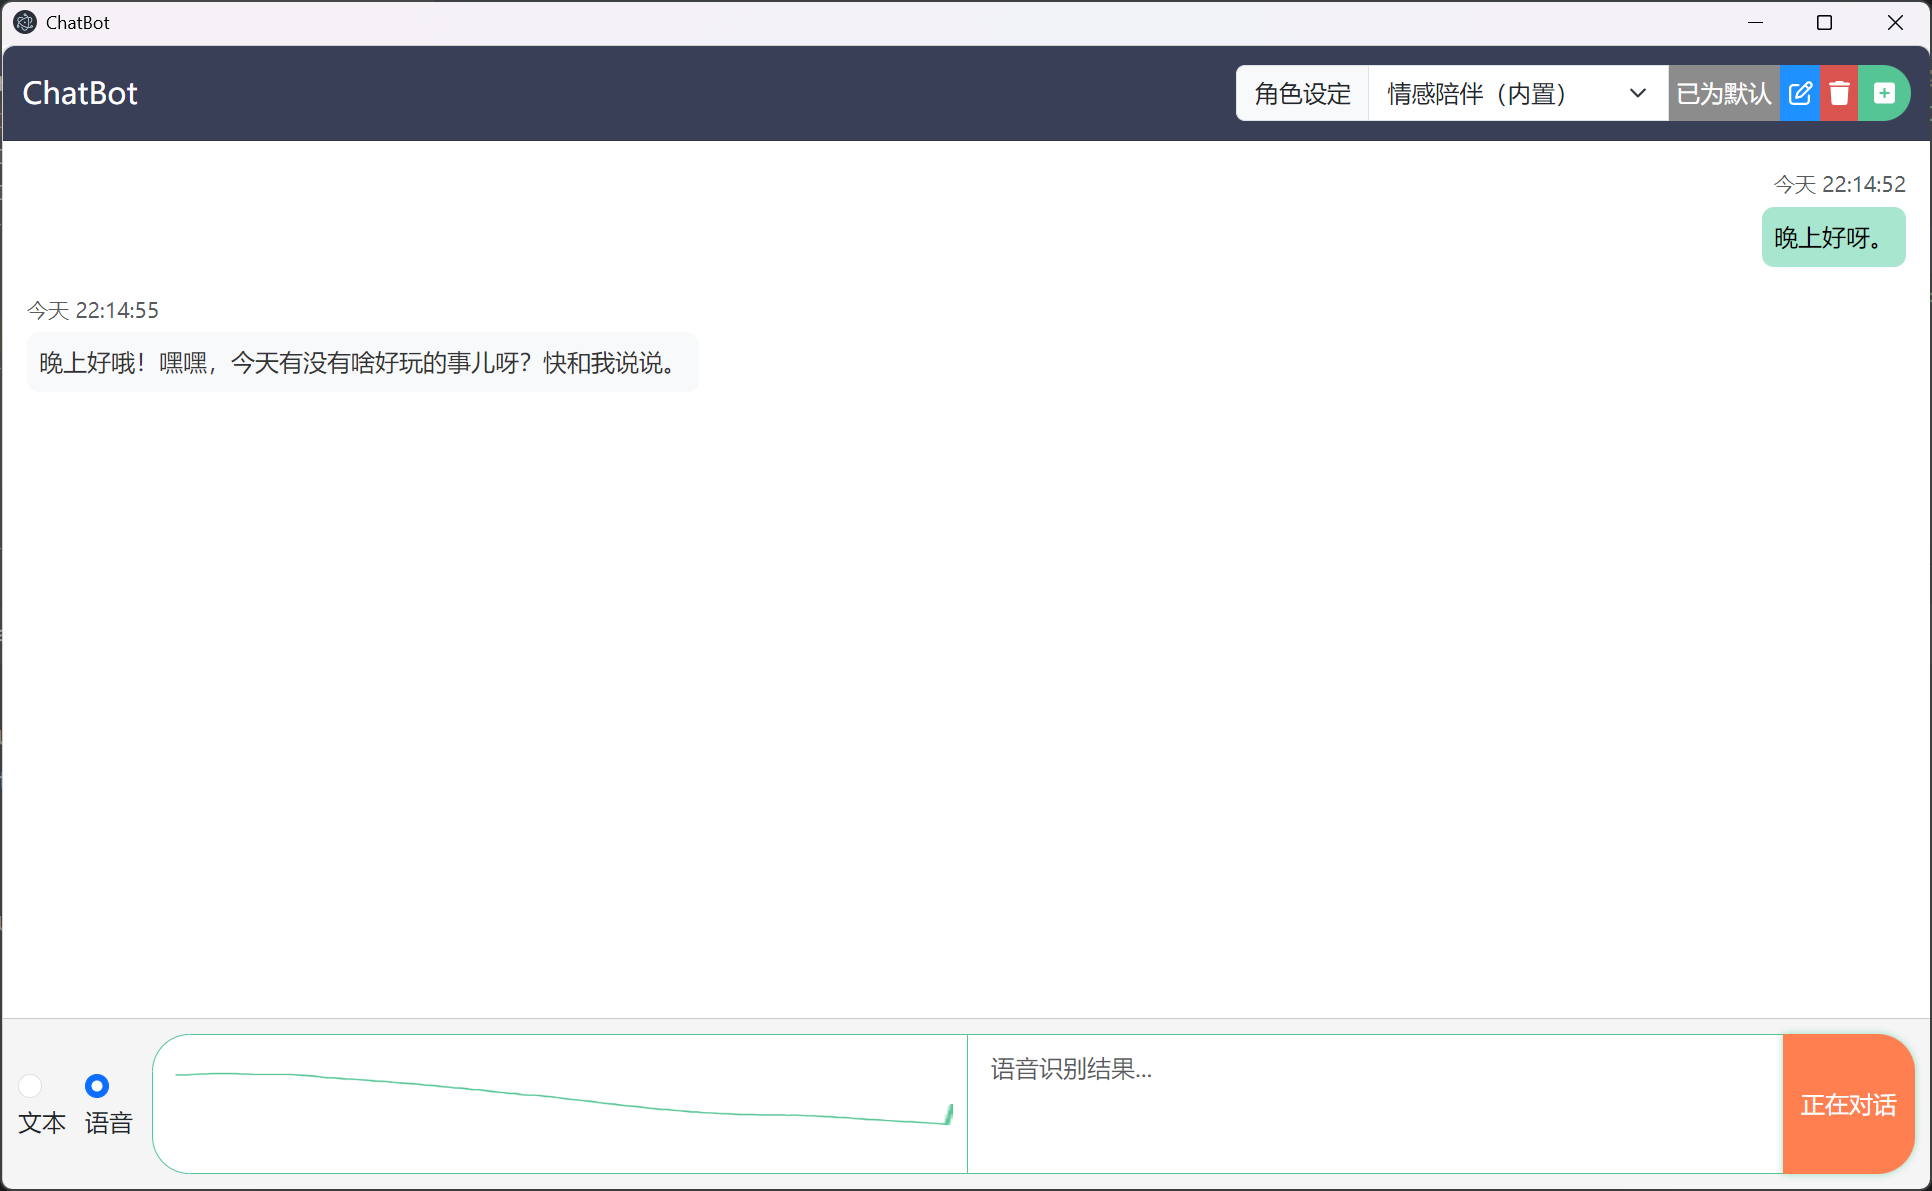 ChatBot
ChatBot
角色设定
情感陪伴（内置）
已为默认
今天 22:14:52
晚上好呀。
今天 22:14:55
晚上好哦！嘿嘿，今天有没有啥好玩的事儿呀？快和我说说。
文本
语音
语音识别结果...
正在对话